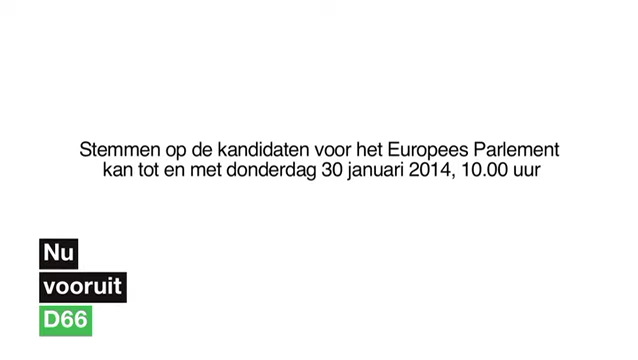 Stemmen op de kandidaten voor het Europees Parlement
kan tot en met donderdag 30 januari 2014, 10.00 uur
Nu
vooruit
D66